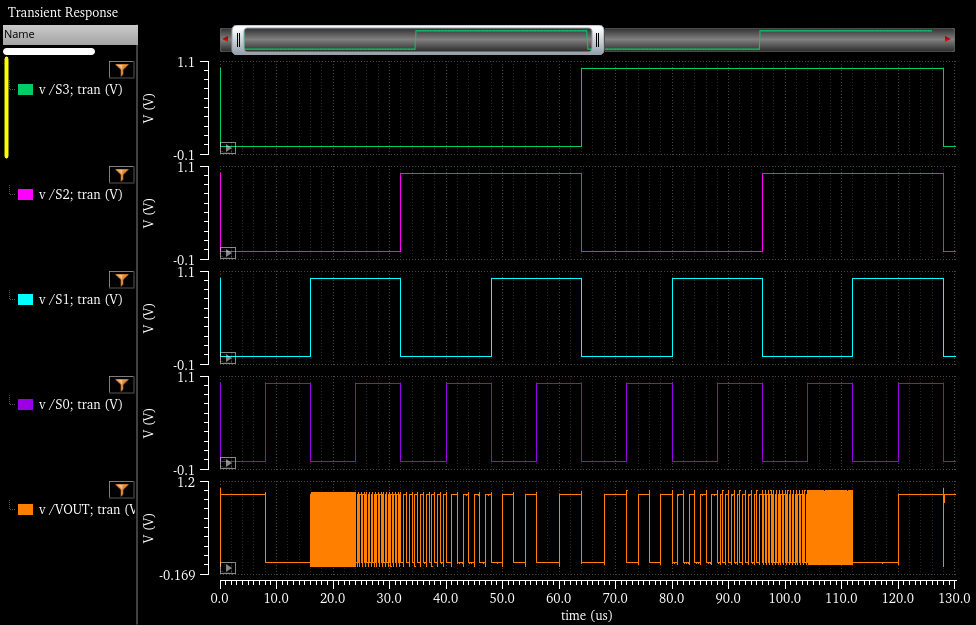 Transient Response
Name
1.1
v /S3; tran (V)
V (V)
-0.1
1.1
v /S2; tran (V)
V (V)
-0.1
1.1
v /S1; tran (V)
V (V)
-0.1
1.1
v /S0; tran (V)
V (V)
-0.1
1.2
v /VOUT; tran (V
V (V)
-0.169
0.0 10.0 20.0 30.0 40.0 50.0 60.0 70.0 80.0 90.0 100.0 110.0 120.0 130.0
time (us)